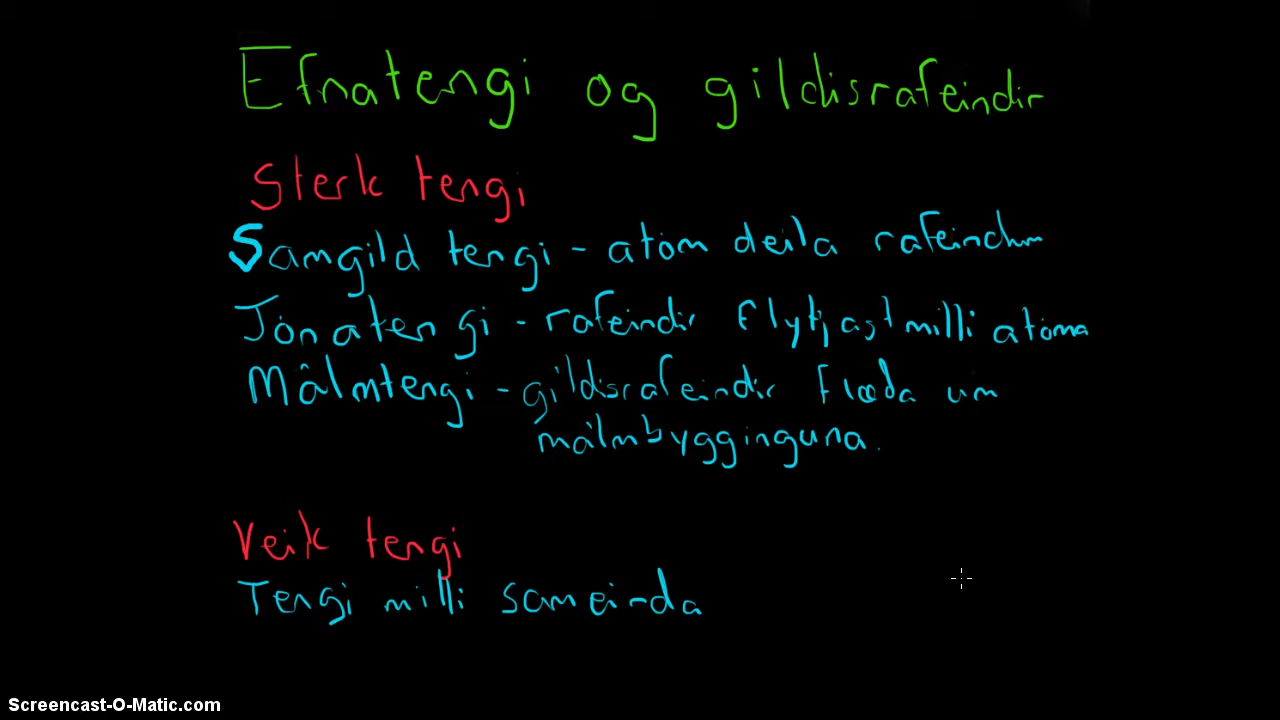 Efnatengi og gildisrafeindir
Sterk tengi
Samgild tengi - atóm deila rafeindum
Jónatengi - rafeindir flytjast milli atóma
Málmtengi - gildisrafeindir flæða um
málmbygginguna.
Veik tengi
Tengi milli sameinda
Screencast-O-Matic.com